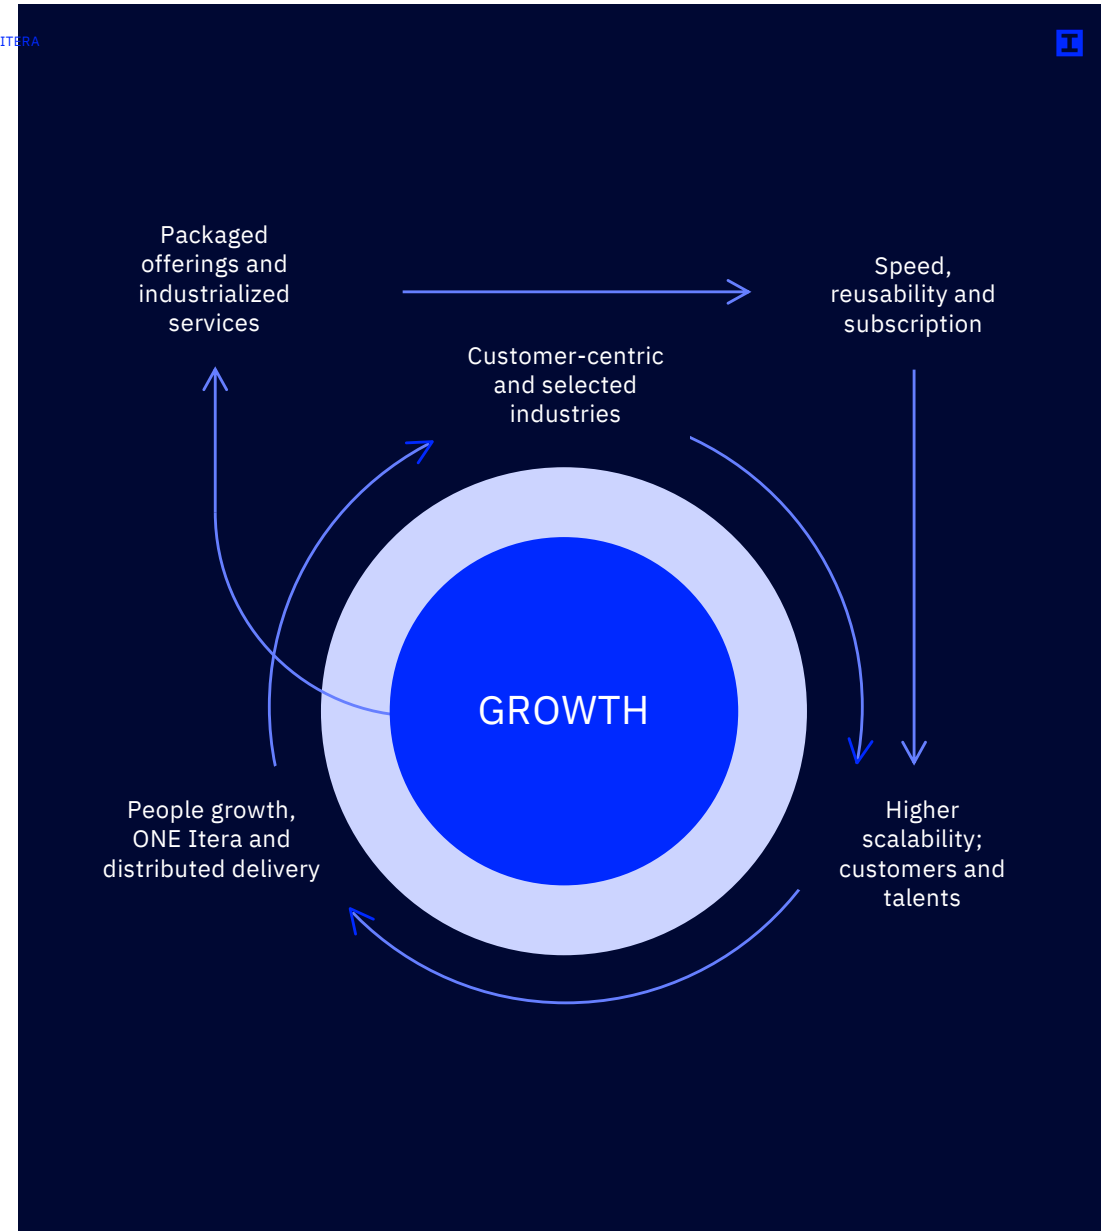 ITERA
Packaged
offerings and
industrialized
services
Speed,
reusability and
subscription
Customer-centric
and selected
industries
GROWTH
People growth,
ONE Itera and
distributed delivery
Higher
scalability;
customers and
talents